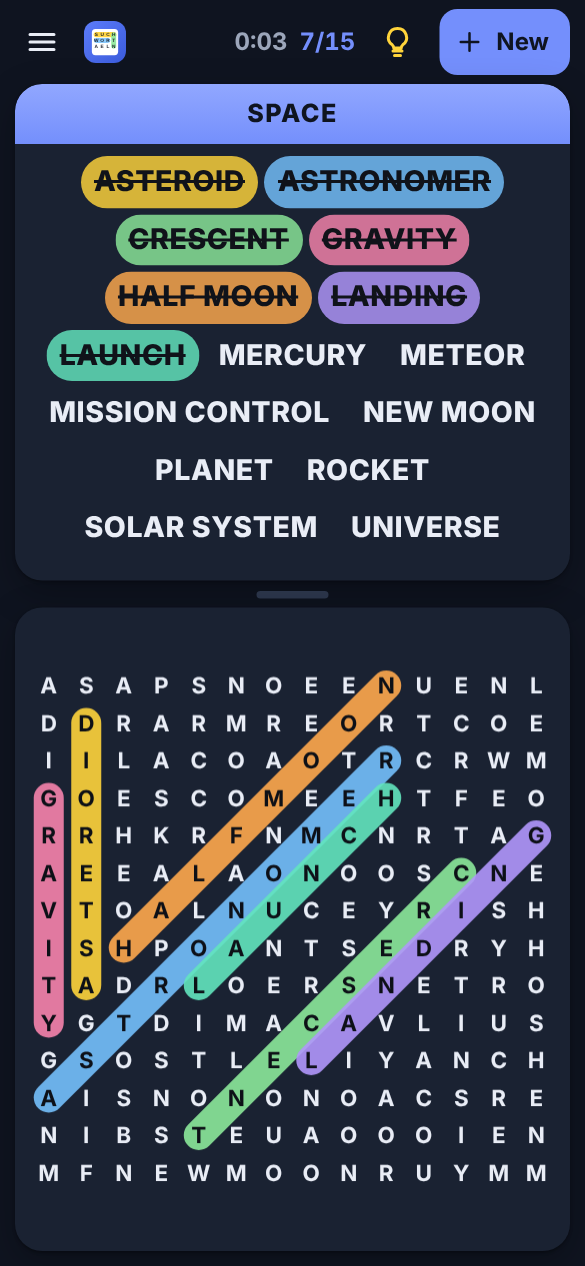 0:03 7/15 + New
SPACE
ASTEROID ASTRONOMER
CRESCENT GRAVITY
HALF MOON LANDING
LAUNCH MERCURY METEOR
MISSION CONTROL NEW MOON
PLANET ROCKET
SOLAR SYSTEM UNIVERSE
A S A P S N O E E N U E N L
D D R A R M R E O R T C O E
I I L A C O A O T R C R W M
G O E S C O M E E H T F E O
R R H K R F N M C N R T A G
A E E A L A O N O O S C N E
V T O A L N U C E Y R I S H
I S H P O A N T S E D R Y H
T A D R L O E R S N E T R O
Y G T D I M A C A V L I U S
G S O S T L E L I Y A N C H
A I S N O N O N O A C S R E
N I B S T E U A O O O I E N
M F N E W M O O N R U Y M M